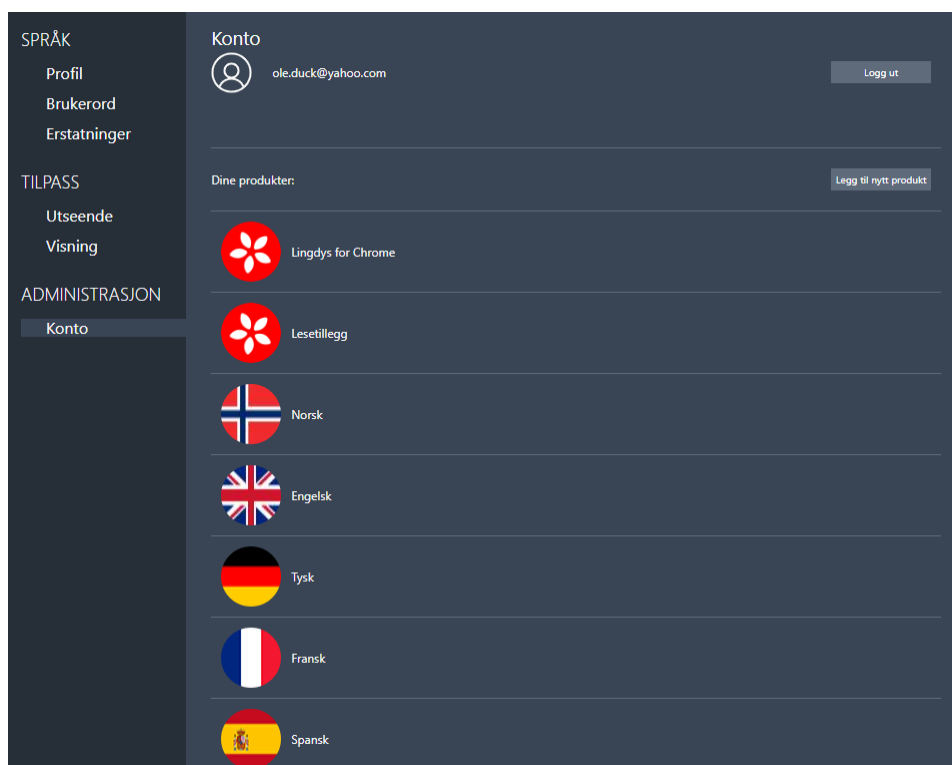 SPRÅK
Profil
Brukerord
Erstatninger
TILPASS
Utseende
Visning
ADMINISTRASJON
Konto
Konto
ole.duck@yahoo.com
Logg ut
Dine produkter:
Legg til nytt produkt
Lingdys for Chrome
Lesetillegg
Norsk
Engelsk
Tysk
Fransk
Spansk